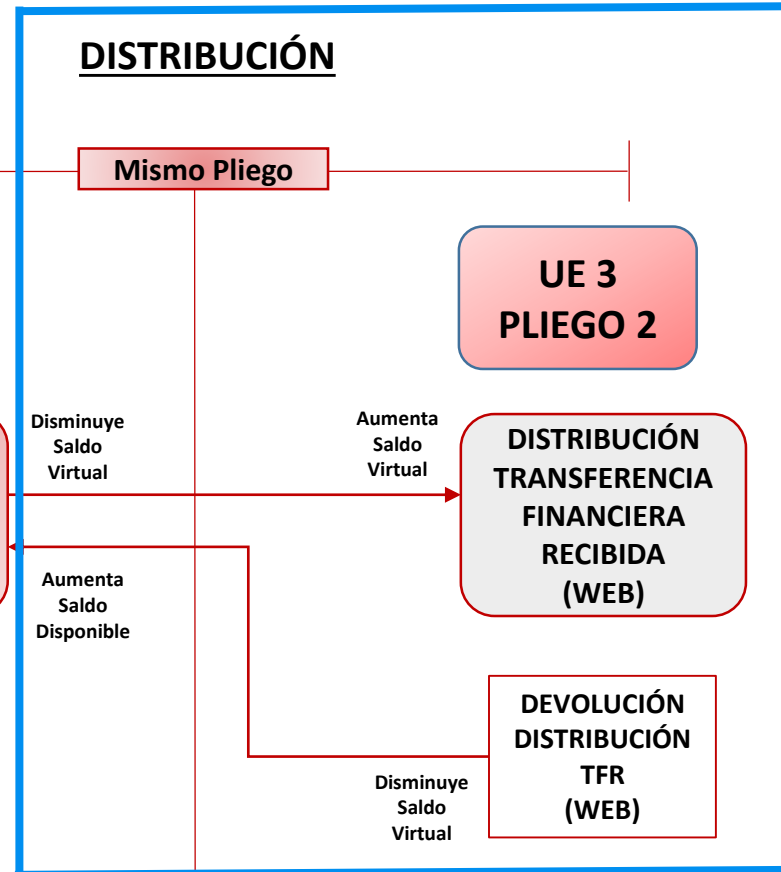 DISTRIBUCIÓN
Mismo Pliego
UE 3
PLIEGO 2
Disminuye
Saldo
Virtual
Aumenta
Saldo
Virtual
DISTRIBUCIÓN
TRANSFERENCIA
FINANCIERA
RECIBIDA
(WEB)
Aumenta
Saldo
Disponible
DEVOLUCIÓN
DISTRIBUCIÓN
TFR
(WEB)
Disminuye
Saldo
Virtual